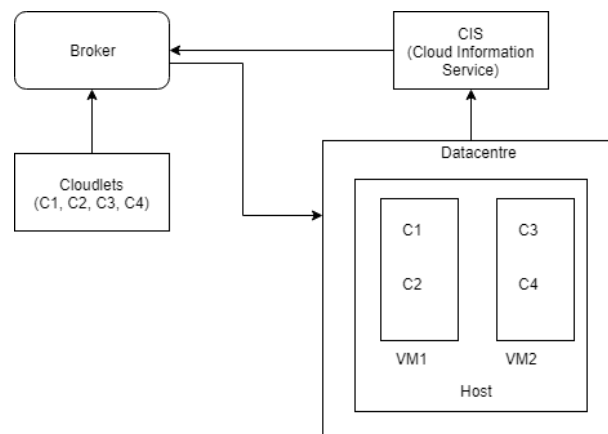 Broker
CIS
(Cloud Information
Service)
Cloudlets
(C1, C2, C3, C4)
Datacentre
C1
C3
C2
C4
VM1
VM2
Host